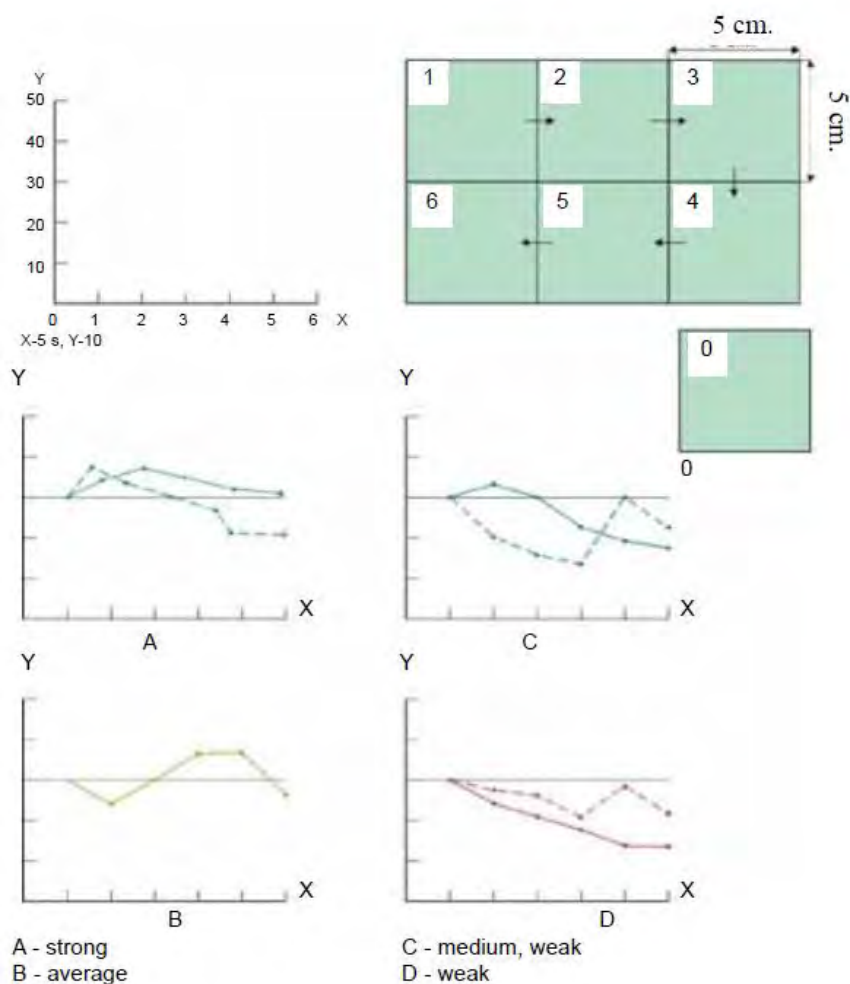 5 cm.
1 2 3
5 cm.
6 5 4
Y
50
40
30
20
10
0 1 2 3 4 5 6 X
X-5 s, Y-10
0
0
Y
X
A
Y
X
C
Y
X
B
Y
X
D
A - strong
B - average
C - medium, weak
D - weak